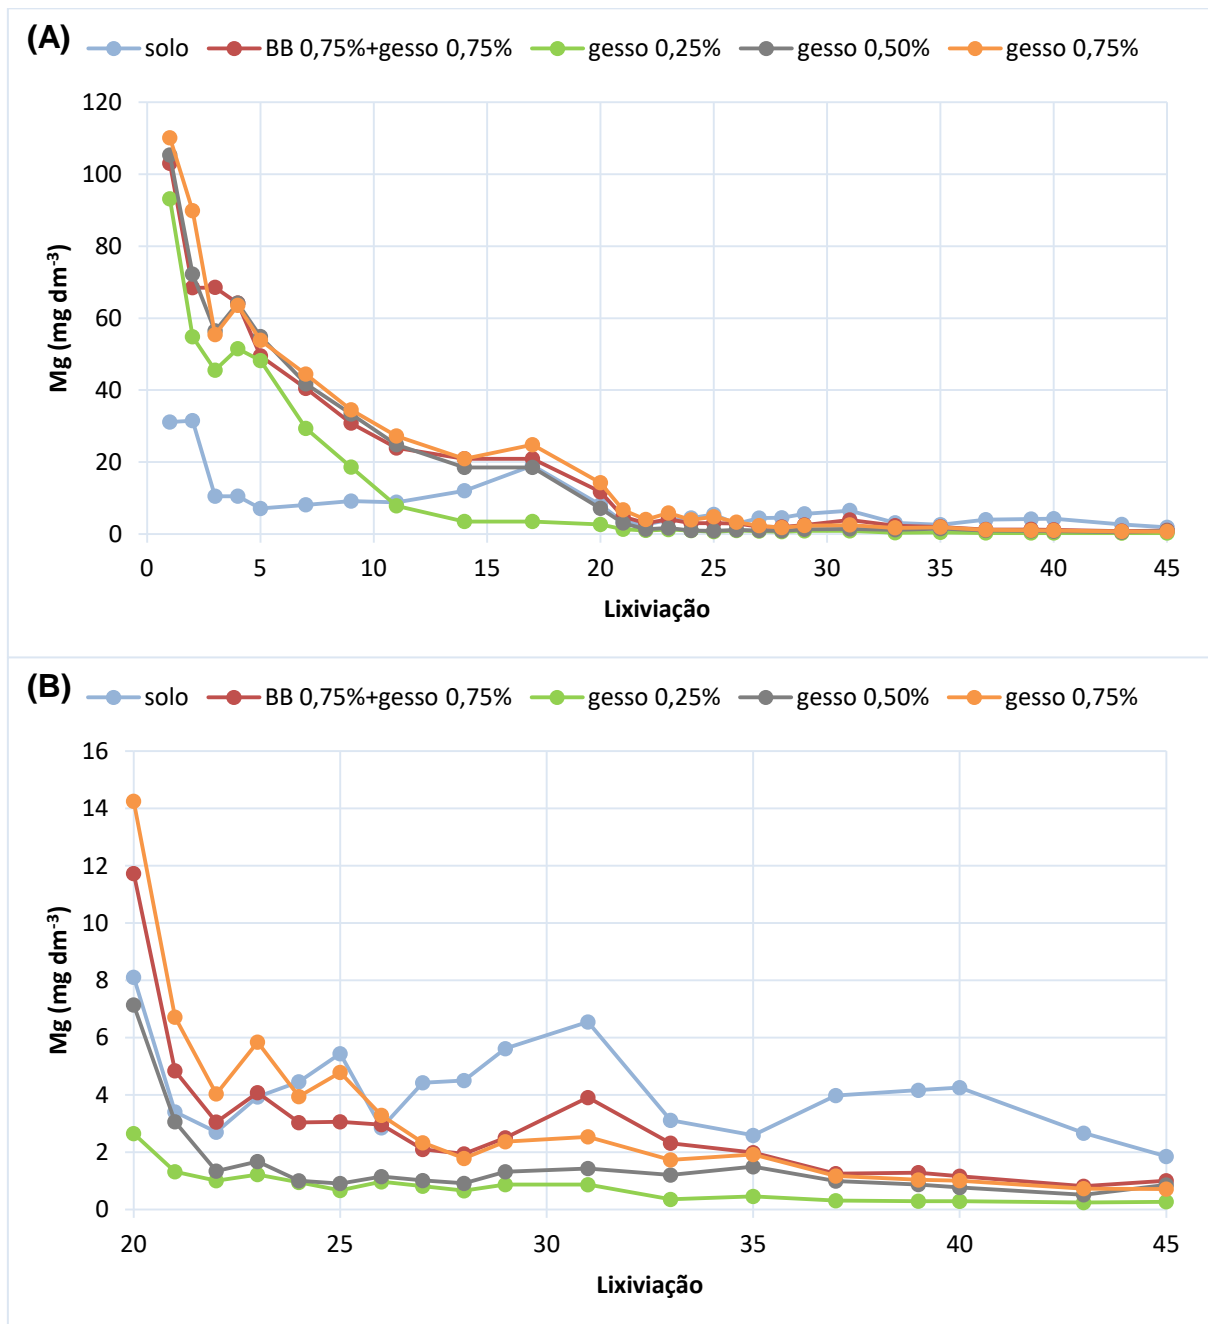 (A)
solo BB 0,75%+gesso 0,75% gesso 0,25% gesso 0,50% gesso 0,75%
120
100
80
60
40
20
0
Mg (mg dm-3)
0 5 10 15 20 25 30 35 40 45
Lixiviação
(B)
solo BB 0,75%+gesso 0,75% gesso 0,25% gesso 0,50% gesso 0,75%
16
14
12
10
8
6
4
2
0
Mg (mg dm-3)
20 25 30 35 40 45
Lixiviação